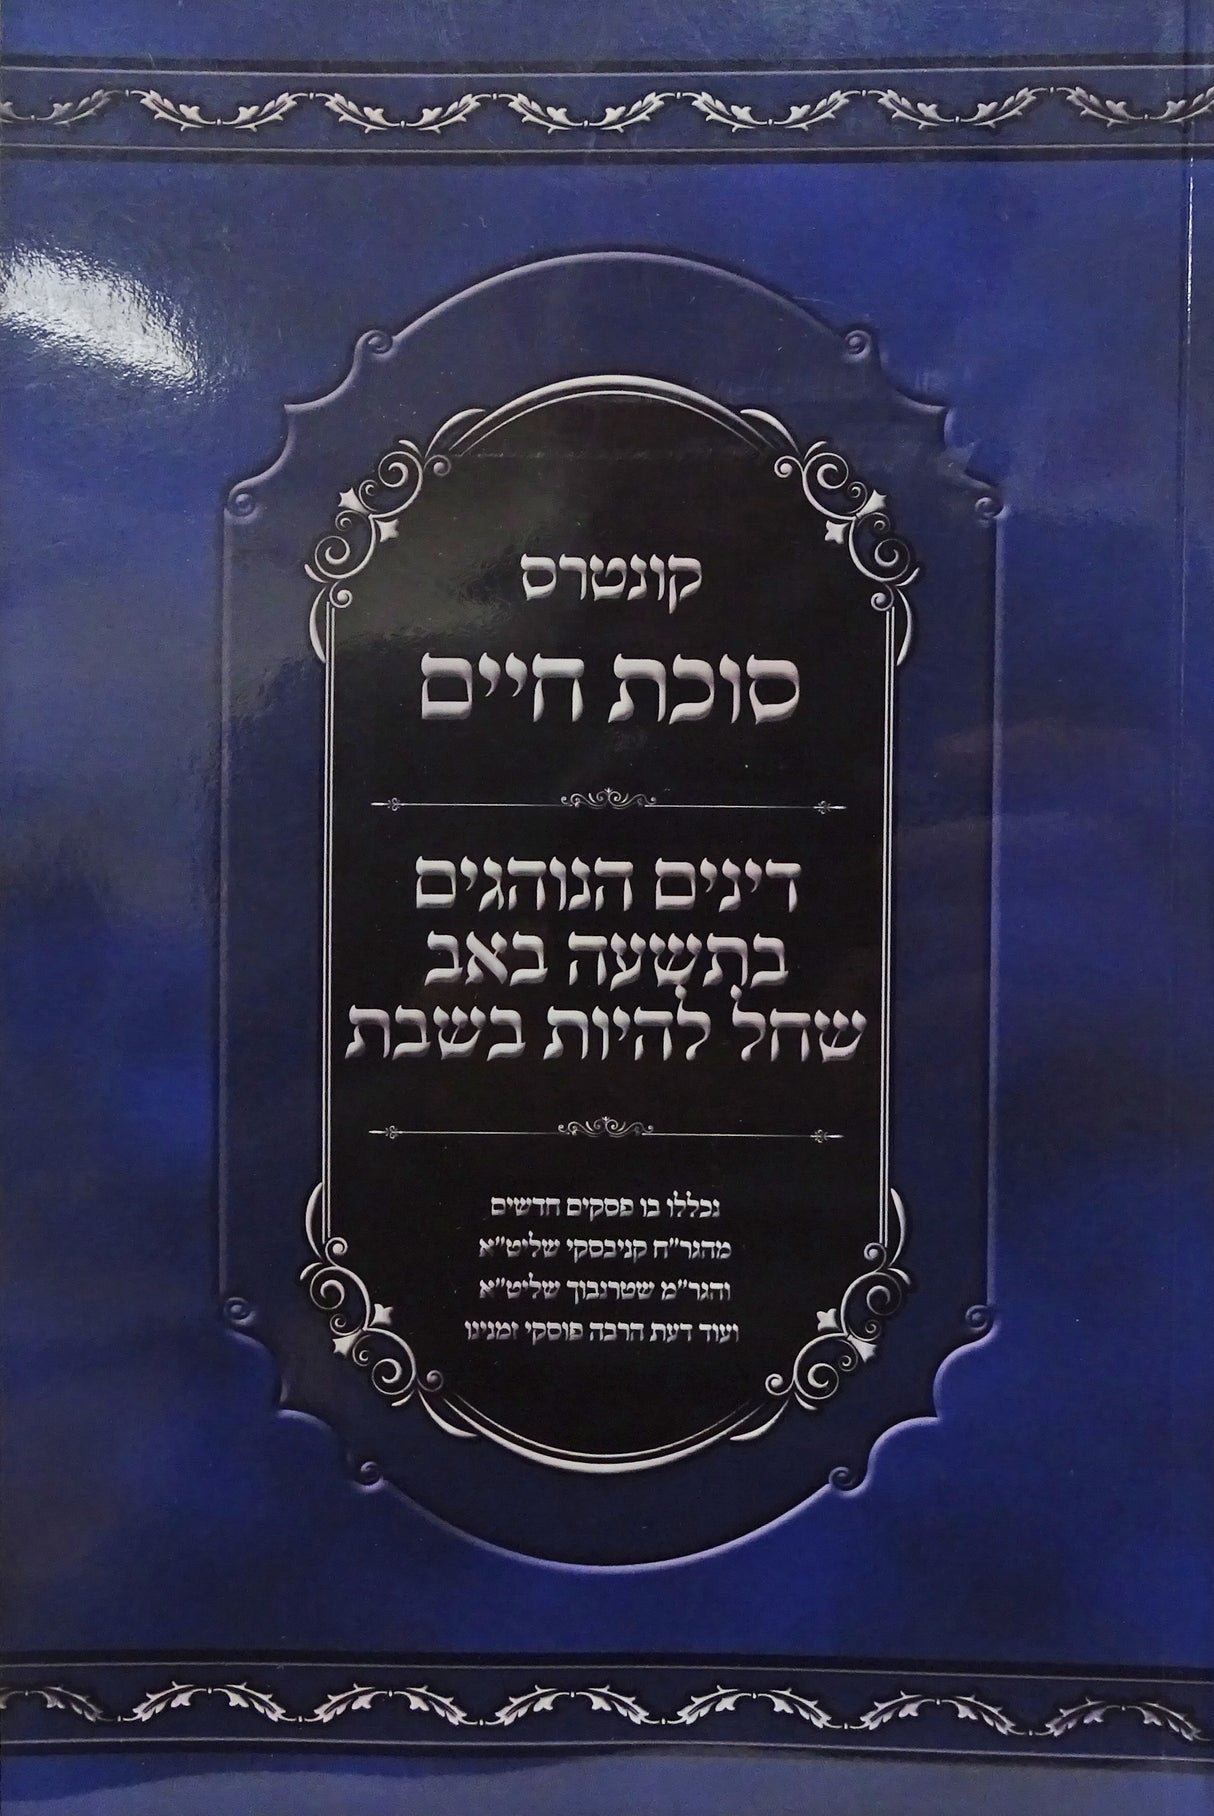 קונטרס
סוכת חיים
דינים הנוהגים
בתשעה באב
שחל להיות בשבת
נכללו בו פסקים חדשים
מהגר״ח קניבסקי שליט״א
והגר״מ שטרנבוך שליט״א
ועוד דעת הרבה פוסקי זמנינו